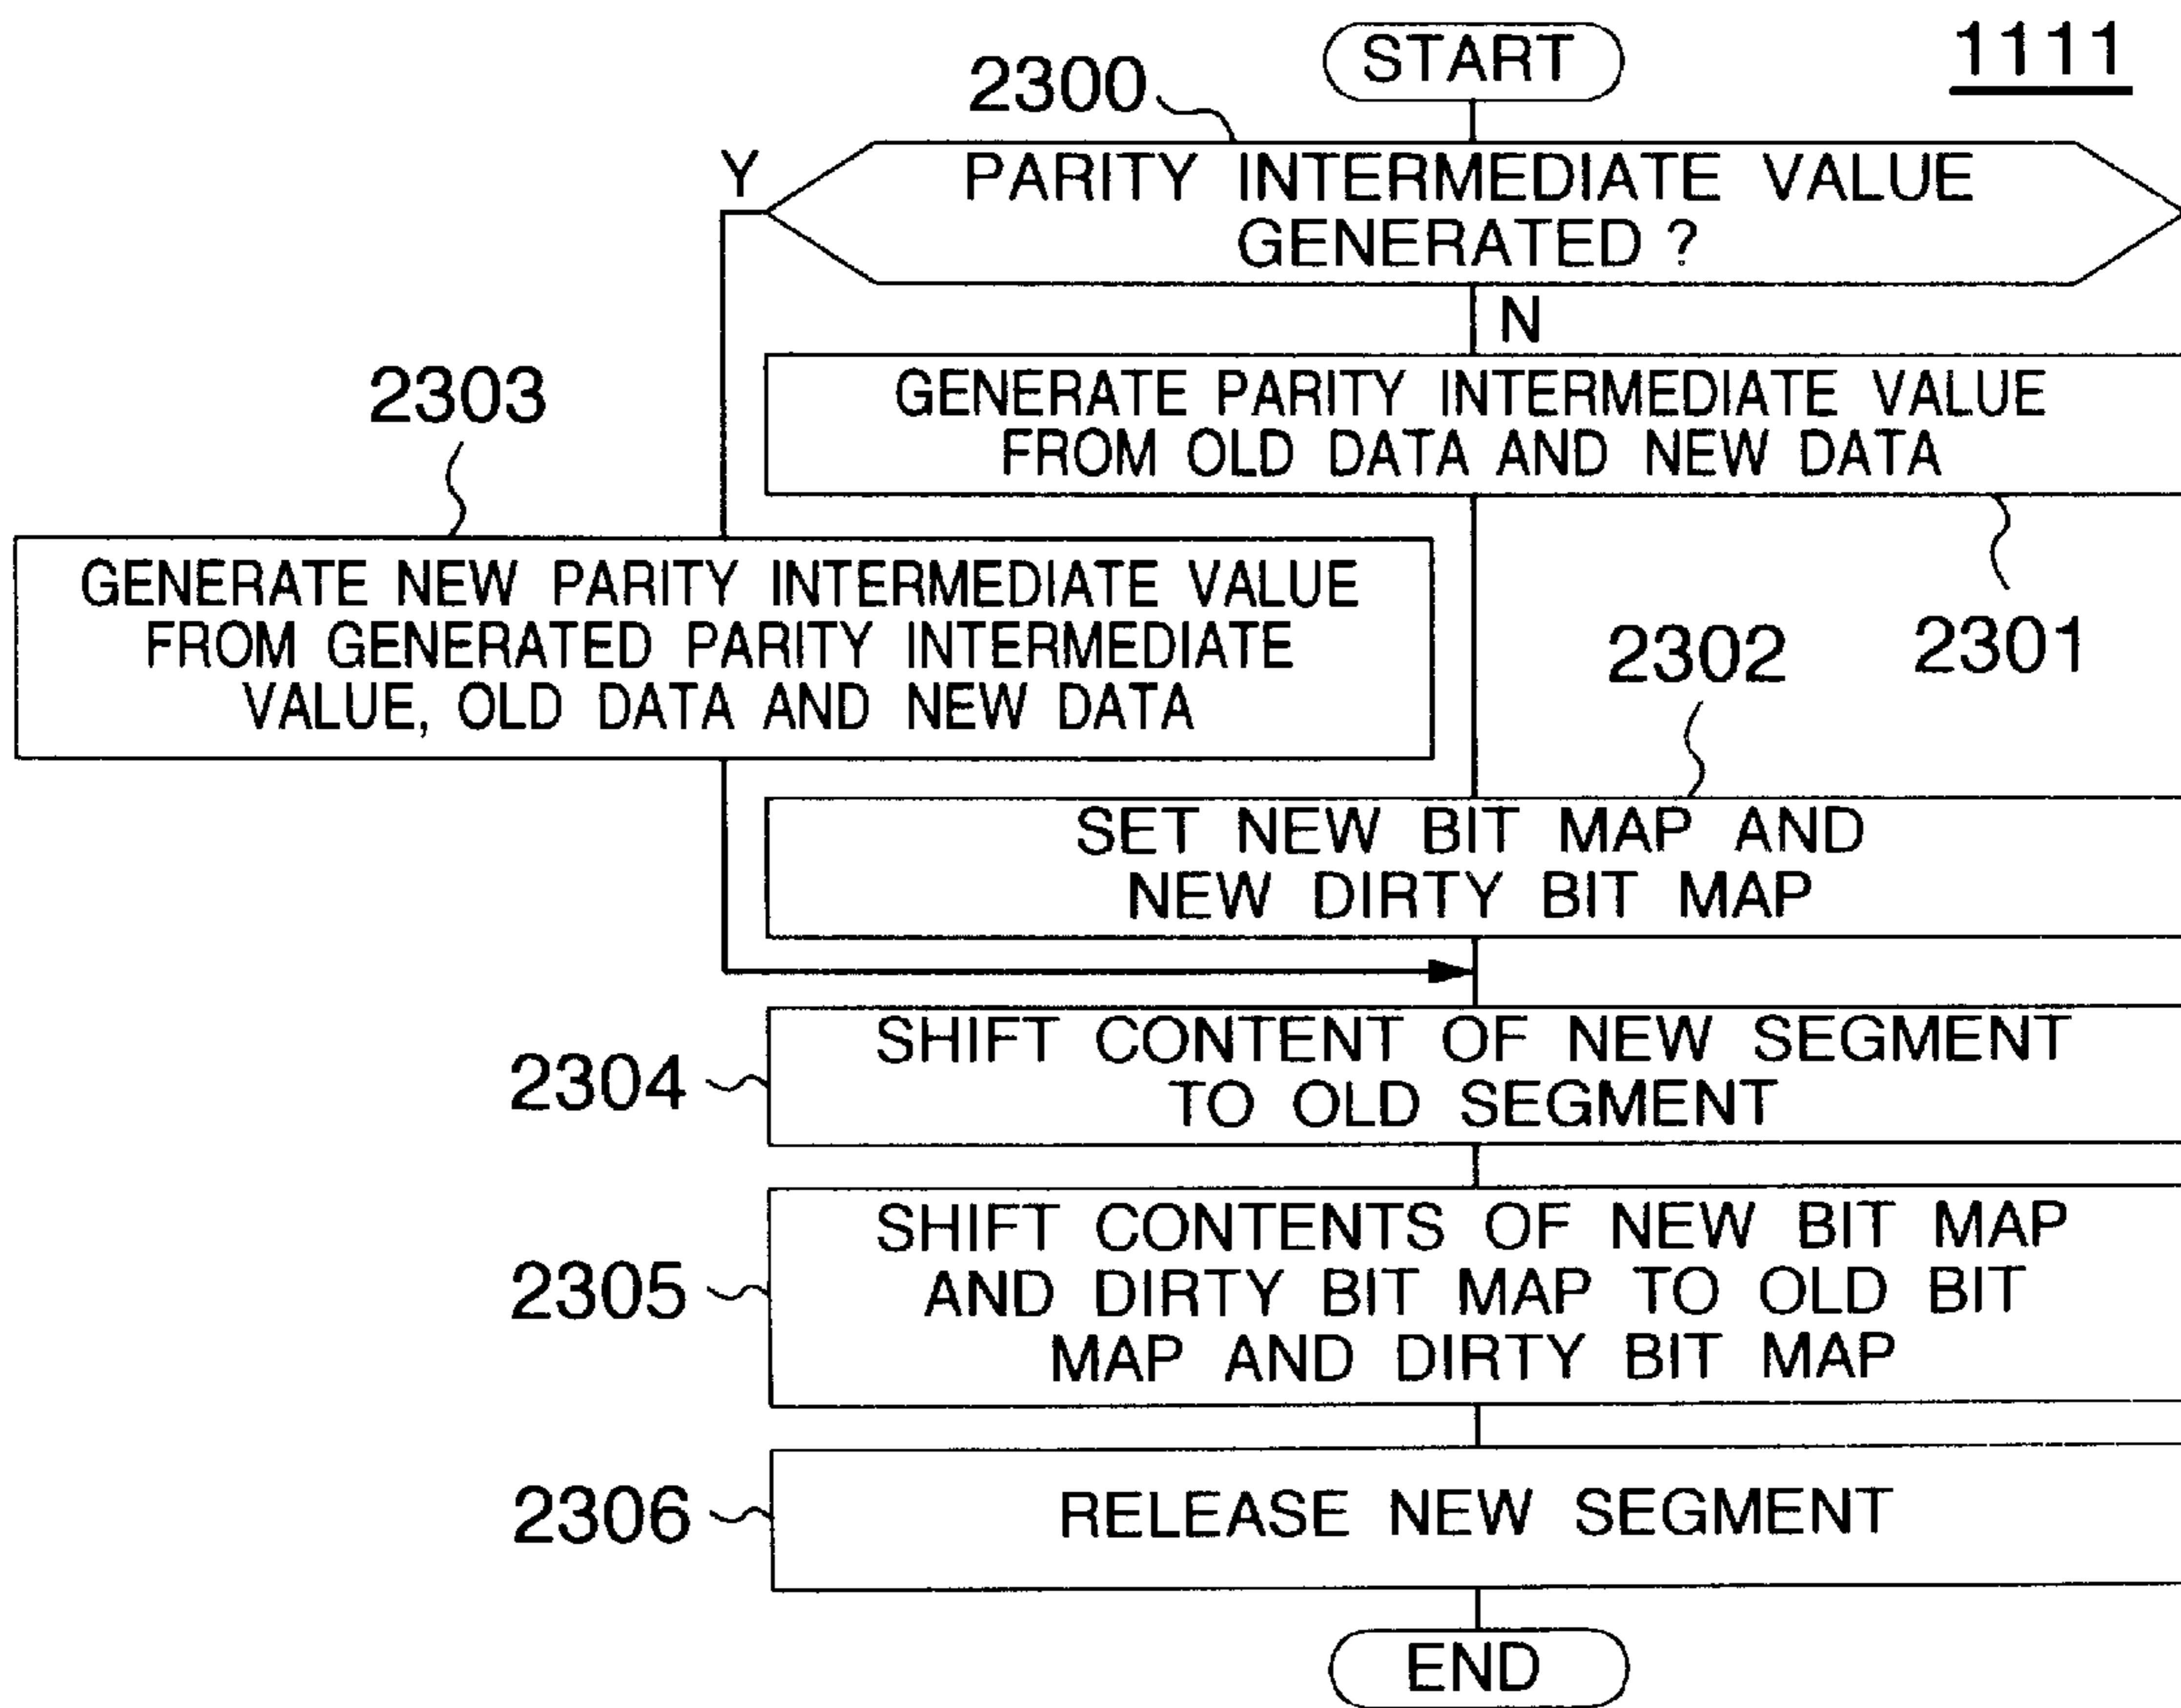 START
1111
2300
Y
PARITY INTERMEDIATE VALUE
GENERATED ?
N
2303
GENERATE PARITY INTERMEDIATE VALUE
FROM OLD DATA AND NEW DATA
2301
GENERATE NEW PARITY INTERMEDIATE VALUE
FROM GENERATED PARITY INTERMEDIATE
VALUE, OLD DATA AND NEW DATA
2302
SET NEW BIT MAP AND
NEW DIRTY BIT MAP
2304
SHIFT CONTENT OF NEW SEGMENT
TO OLD SEGMENT
2305
SHIFT CONTENTS OF NEW BIT MAP
AND DIRTY BIT MAP TO OLD BIT
MAP AND DIRTY BIT MAP
2306
RELEASE NEW SEGMENT
END